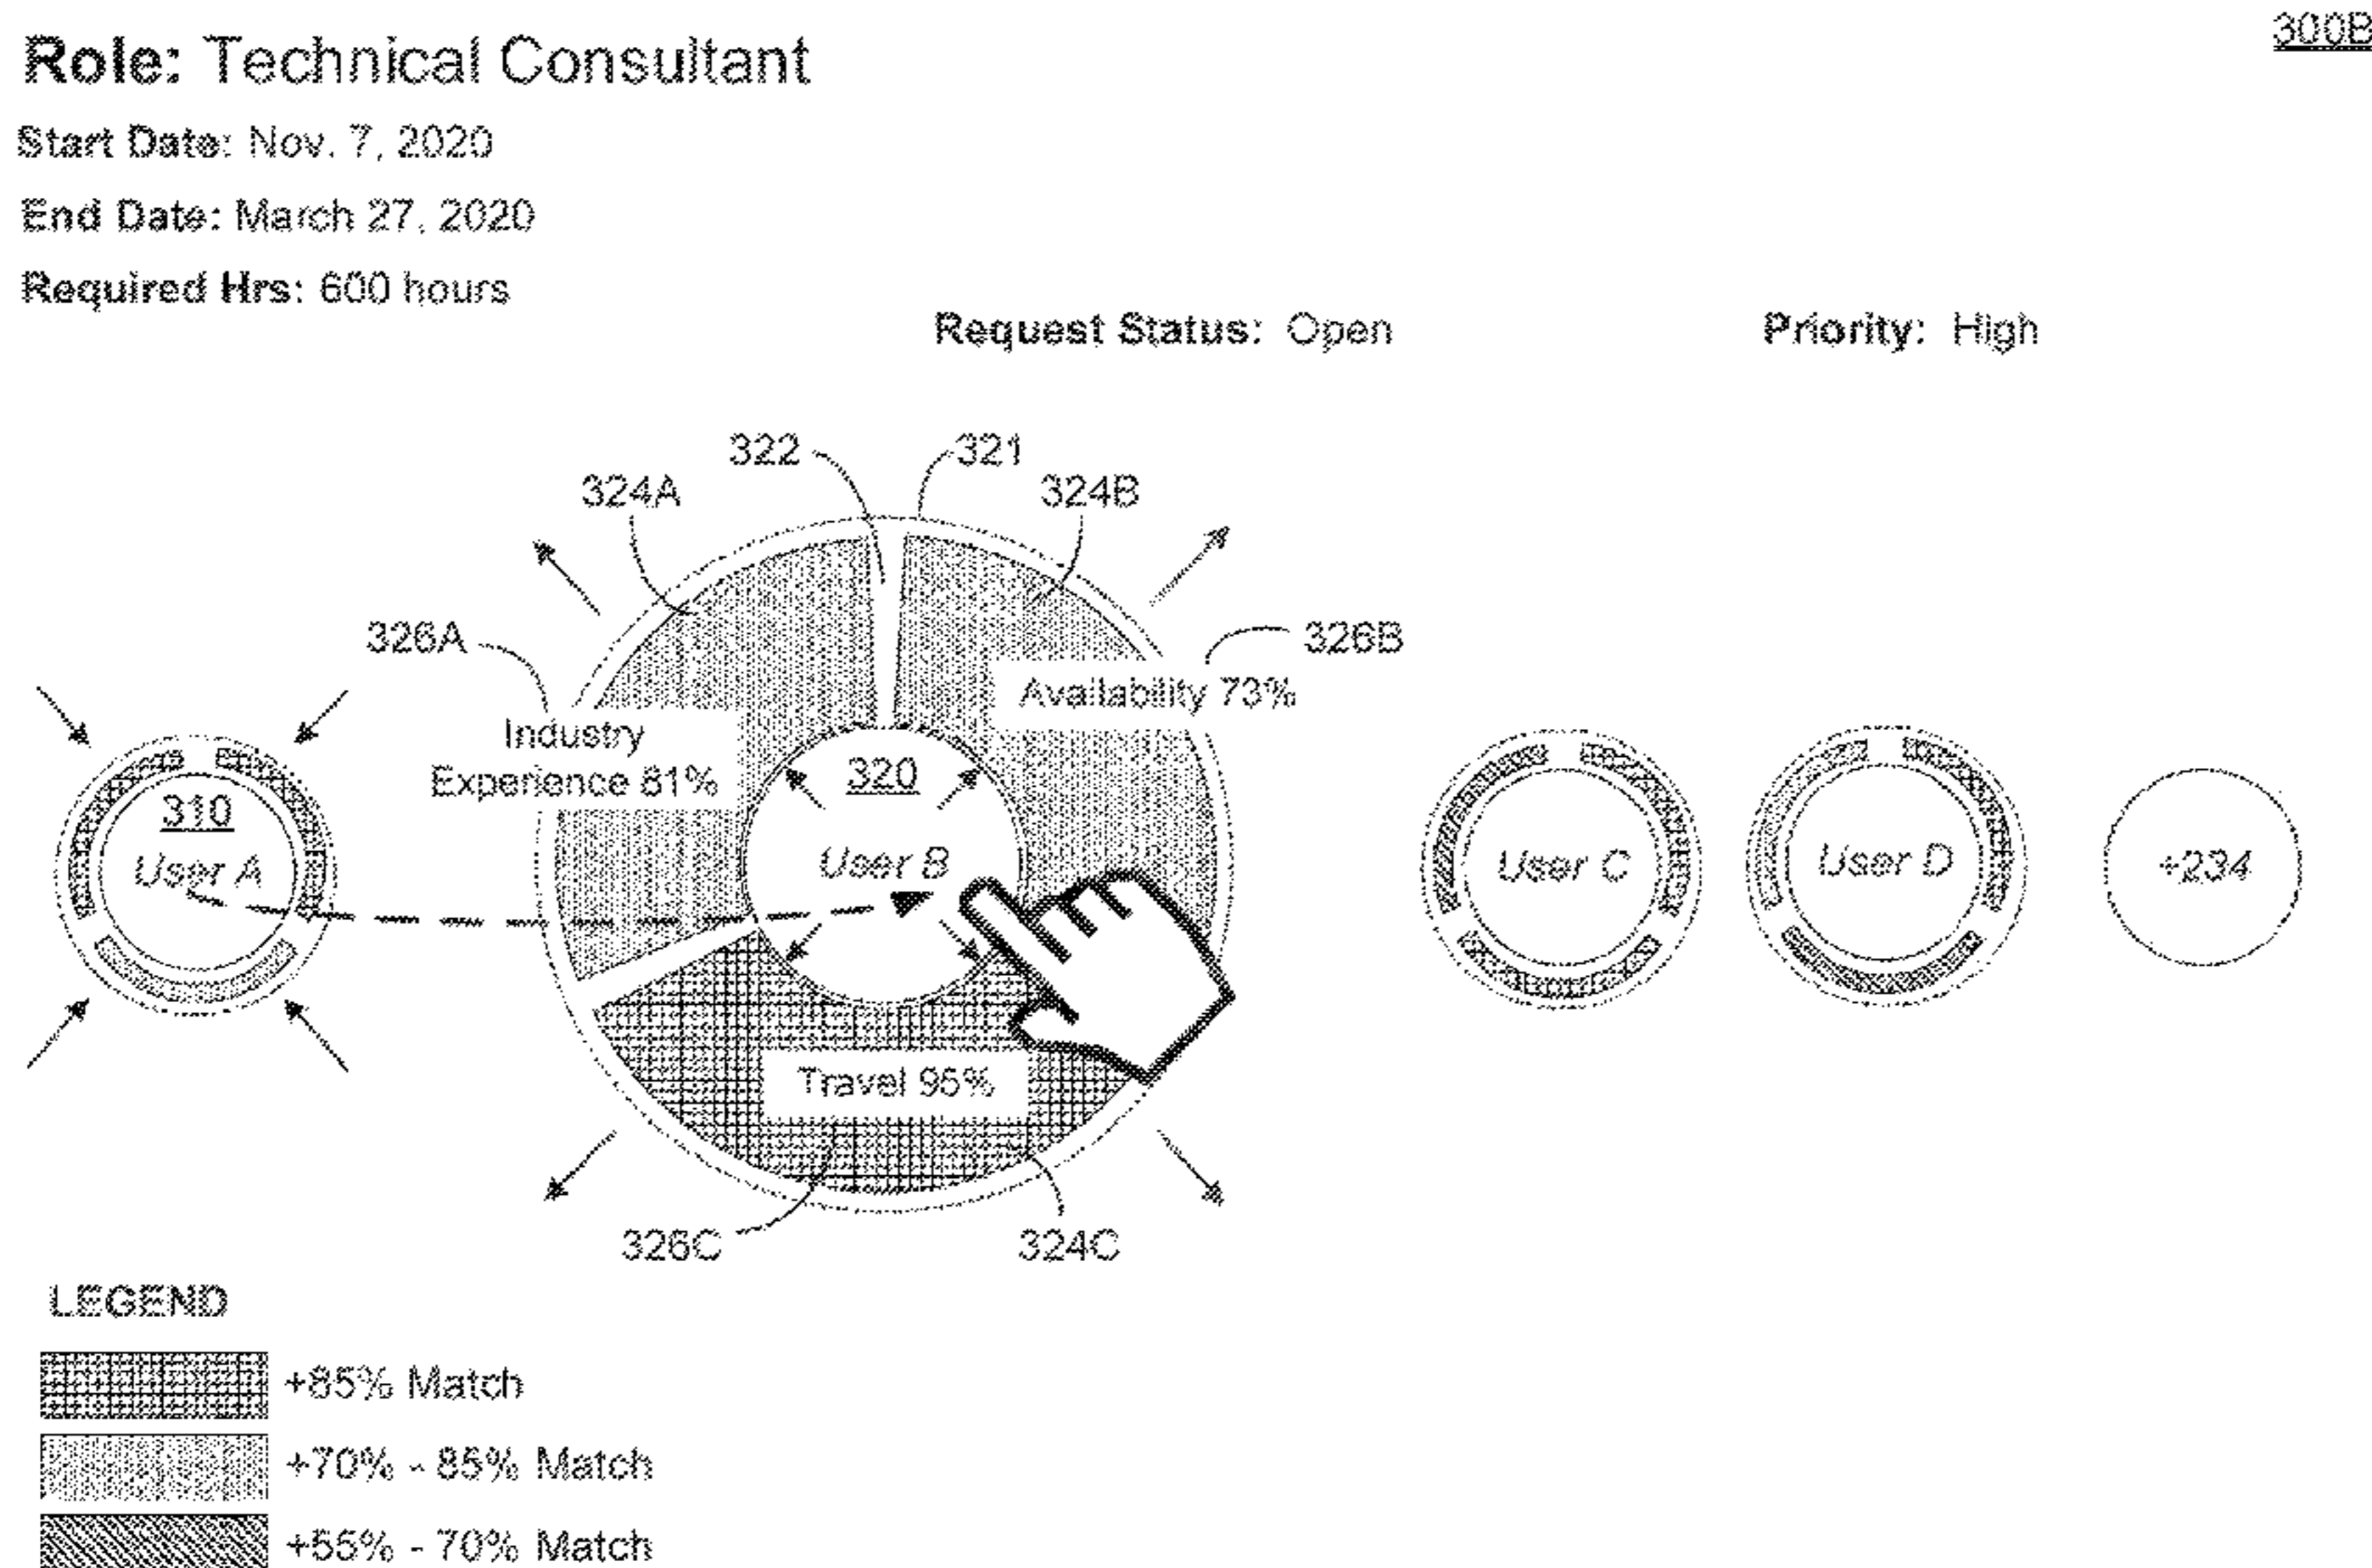 300B
Role: Technical Consultant
Start Date: Nov. 7, 2020
End Date: March 27, 2020
Required Hrs: 600 hours
Request Status: Open
Priority: High
322
321
324A
324B
326A
326B
Availability 73%
Industry
Experience 81%
320
310
User A
User B
User C
User D
+234
Travel 95%
326C
324C
LEGEND
+85% Match
+70% - 85% Match
+55% - 70% Match